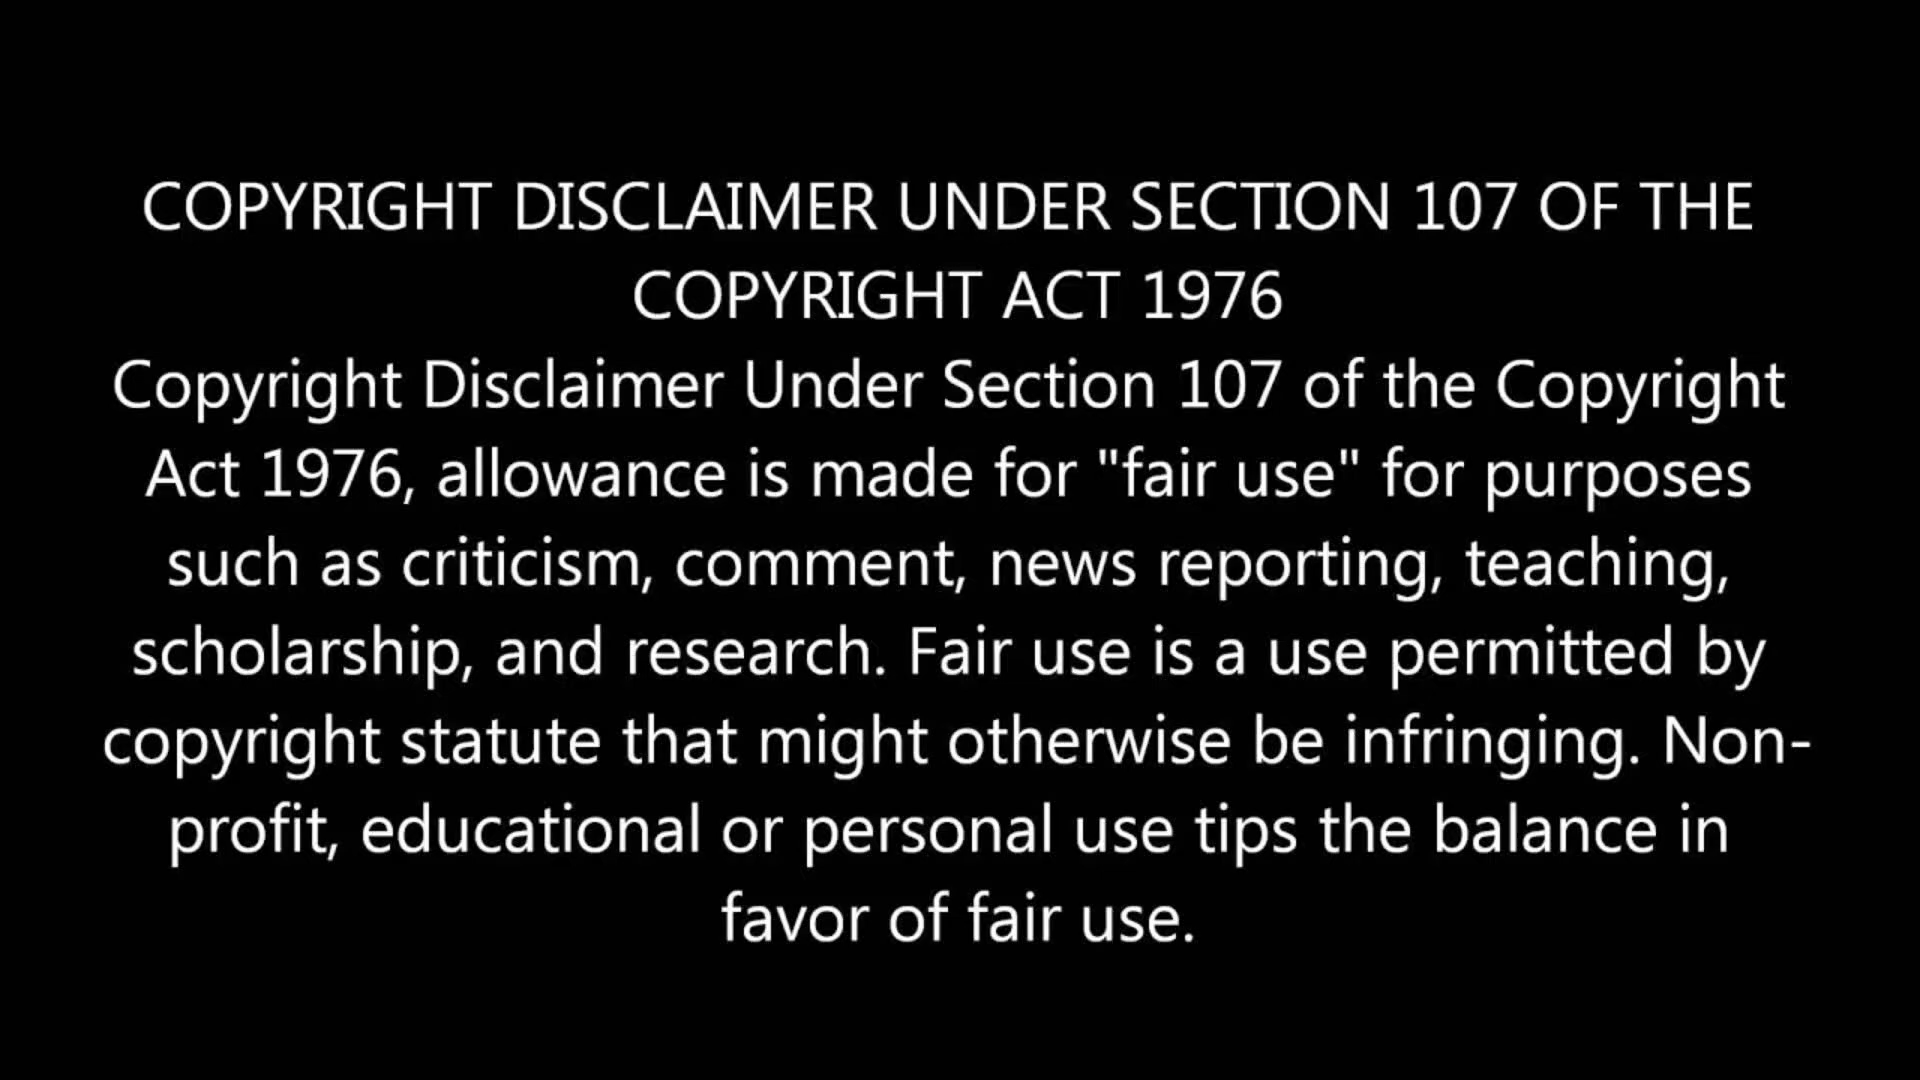 COPYRIGHT DISCLAIMER UNDER SECTION 107 OF THE
COPYRIGHT ACT 1976
Copyright Disclaimer Under Section 107 of the Copyright
Act 1976, allowance is made for "fair use" for purposes
such as criticism, comment, news reporting, teaching,
scholarship, and research. Fair use is a use permitted by
copyright statute that might otherwise be infringing. Non-
profit, educational or personal use tips the balance in
favor of fair use.